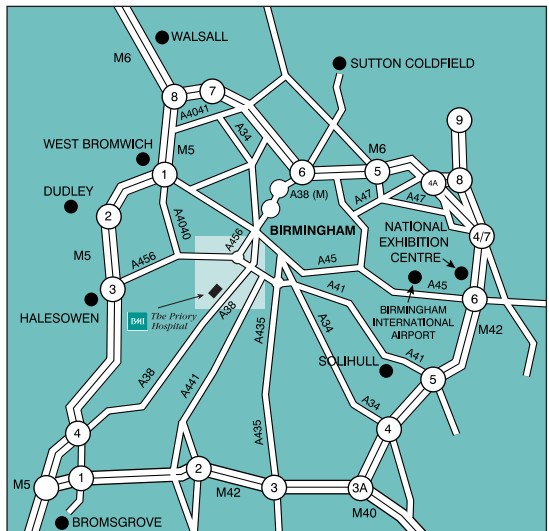 WALSALL
M6
SUTTON COLDFIELD
8
7
A4041
A34
9
WEST BROMWICH
M5
1
6
M6
5
4A
8
DUDLEY
A38 (M)
A47
A47
2
A4040
A456
BIRMINGHAM
NATIONAL
EXHIBITION
CENTRE
4/7
M5
A456
A45
3
A41
A45
6
HALESOWEN
BMI
The Priory
Hospital
A38
A435
A34
BIRMINGHAM
INTERNATIONAL
AIRPORT
M42
SOLIHULL
A41
A38
A441
5
A34
4
A435
4
M5
1
2
M42
3
3A
M40
BROMSGROVE